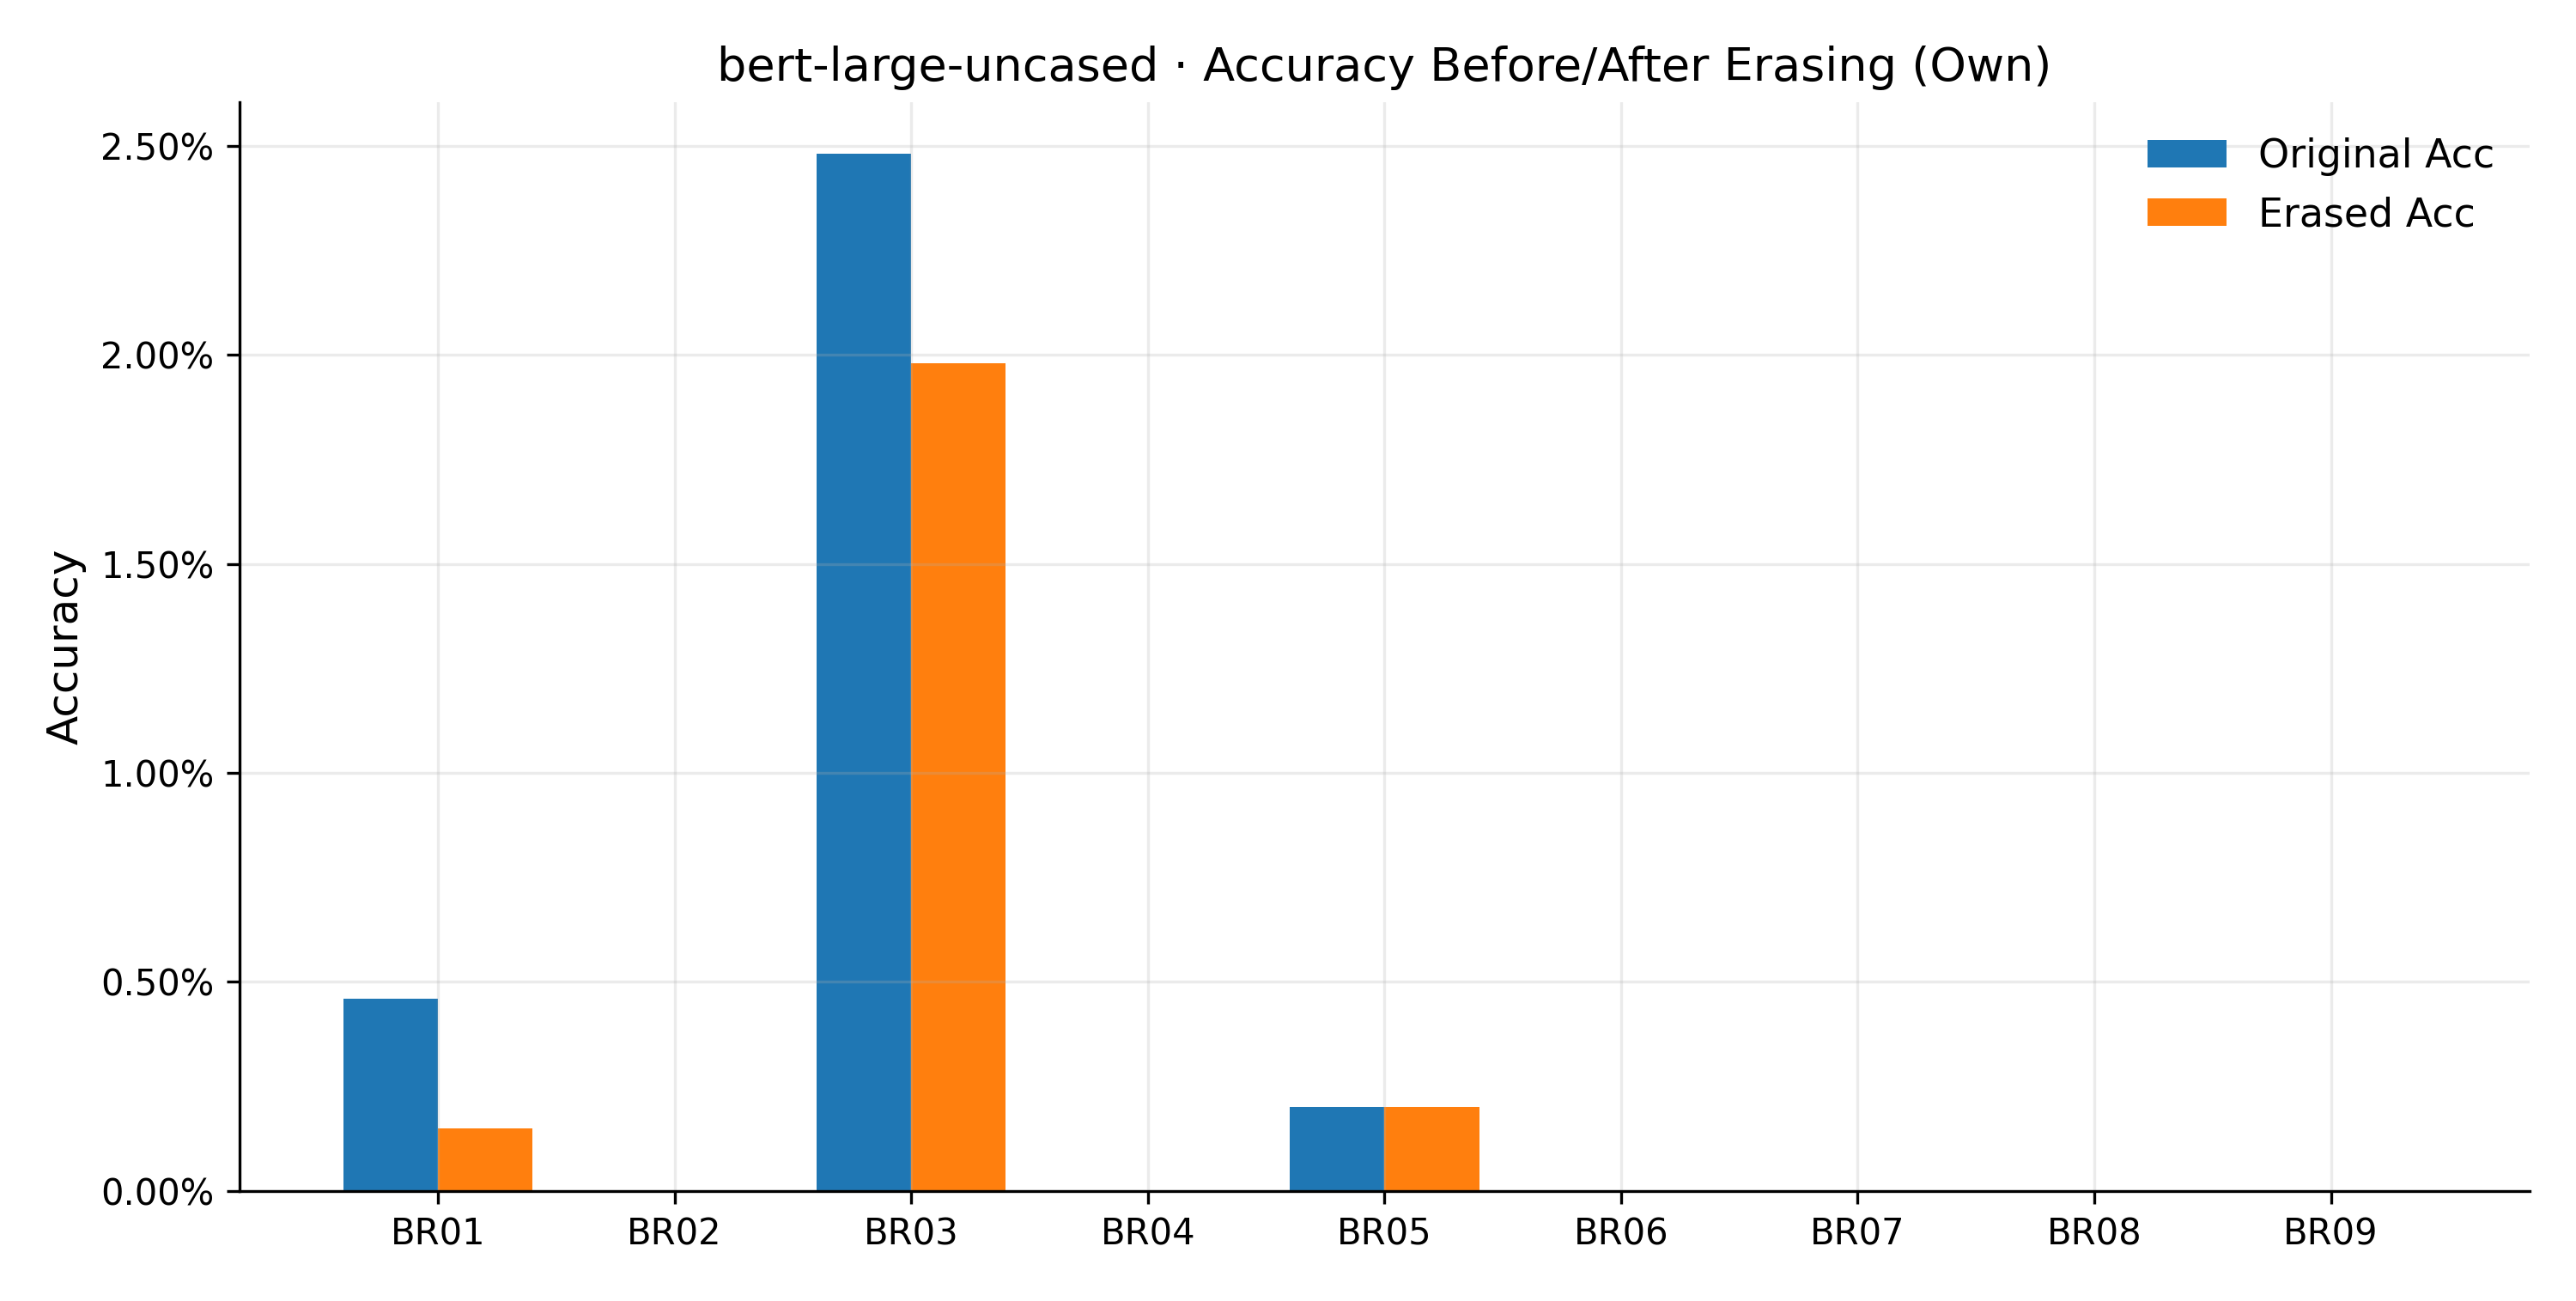 bert-large-uncased · Accuracy Before/After Erasing (Own)
Original Acc
Erased Acc
Accuracy
2.50%
2.00%
1.50%
1.00%
0.50%
0.00%
BR01 BR02 BR03 BR04 BR05 BR06 BR07 BR08 BR09